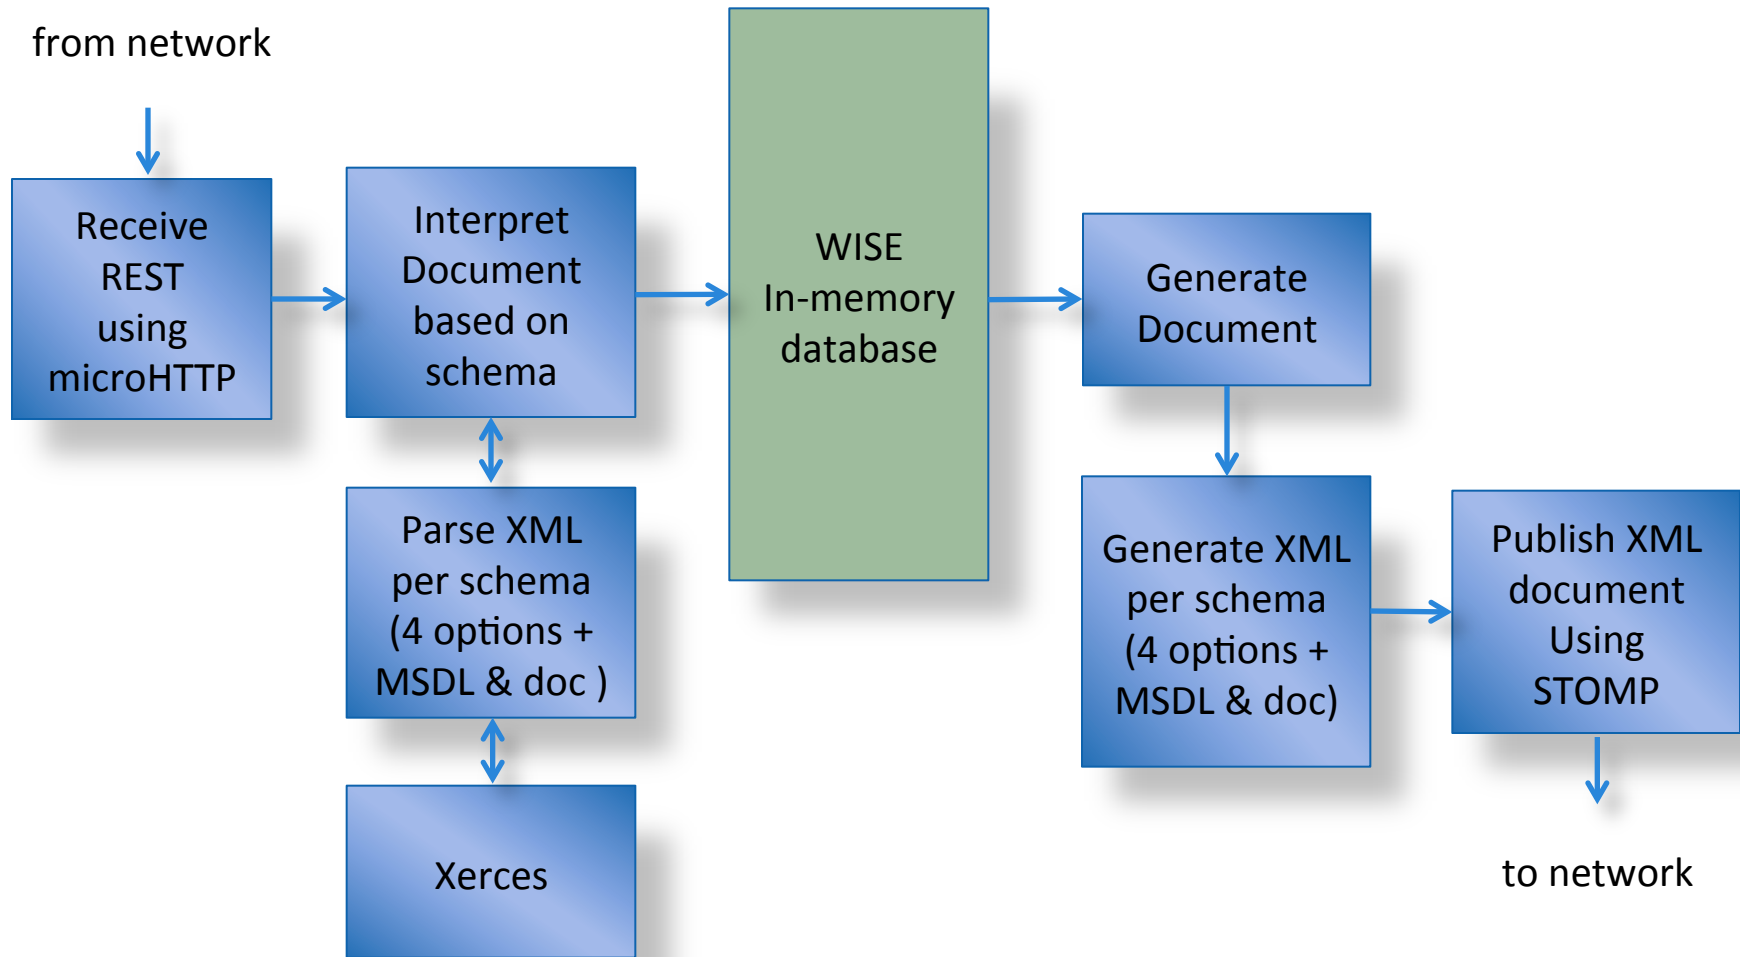 from network
Receive
REST
using
microHTTP
Interpret
Document
based on
schema
Parse XML
per schema
(4 options +
MSDL & doc )
Xerces
WISE
In-memory
database
Generate
Document
Generate XML
per schema
(4 options +
MSDL & doc)
Publish XML
document
Using
STOMP
to network